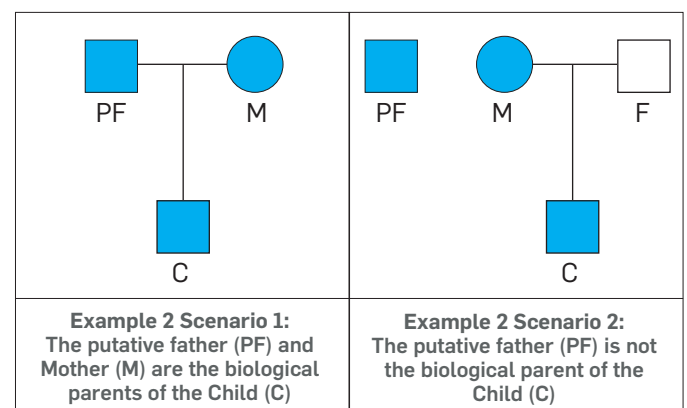 PF M
C
Example 2 Scenario 1:
The putative father (PF) and
Mother (M) are the biological
parents of the Child (C)
PF M F
C
Example 2 Scenario 2:
The putative father (PF) is not
the biological parent of the
Child (C)